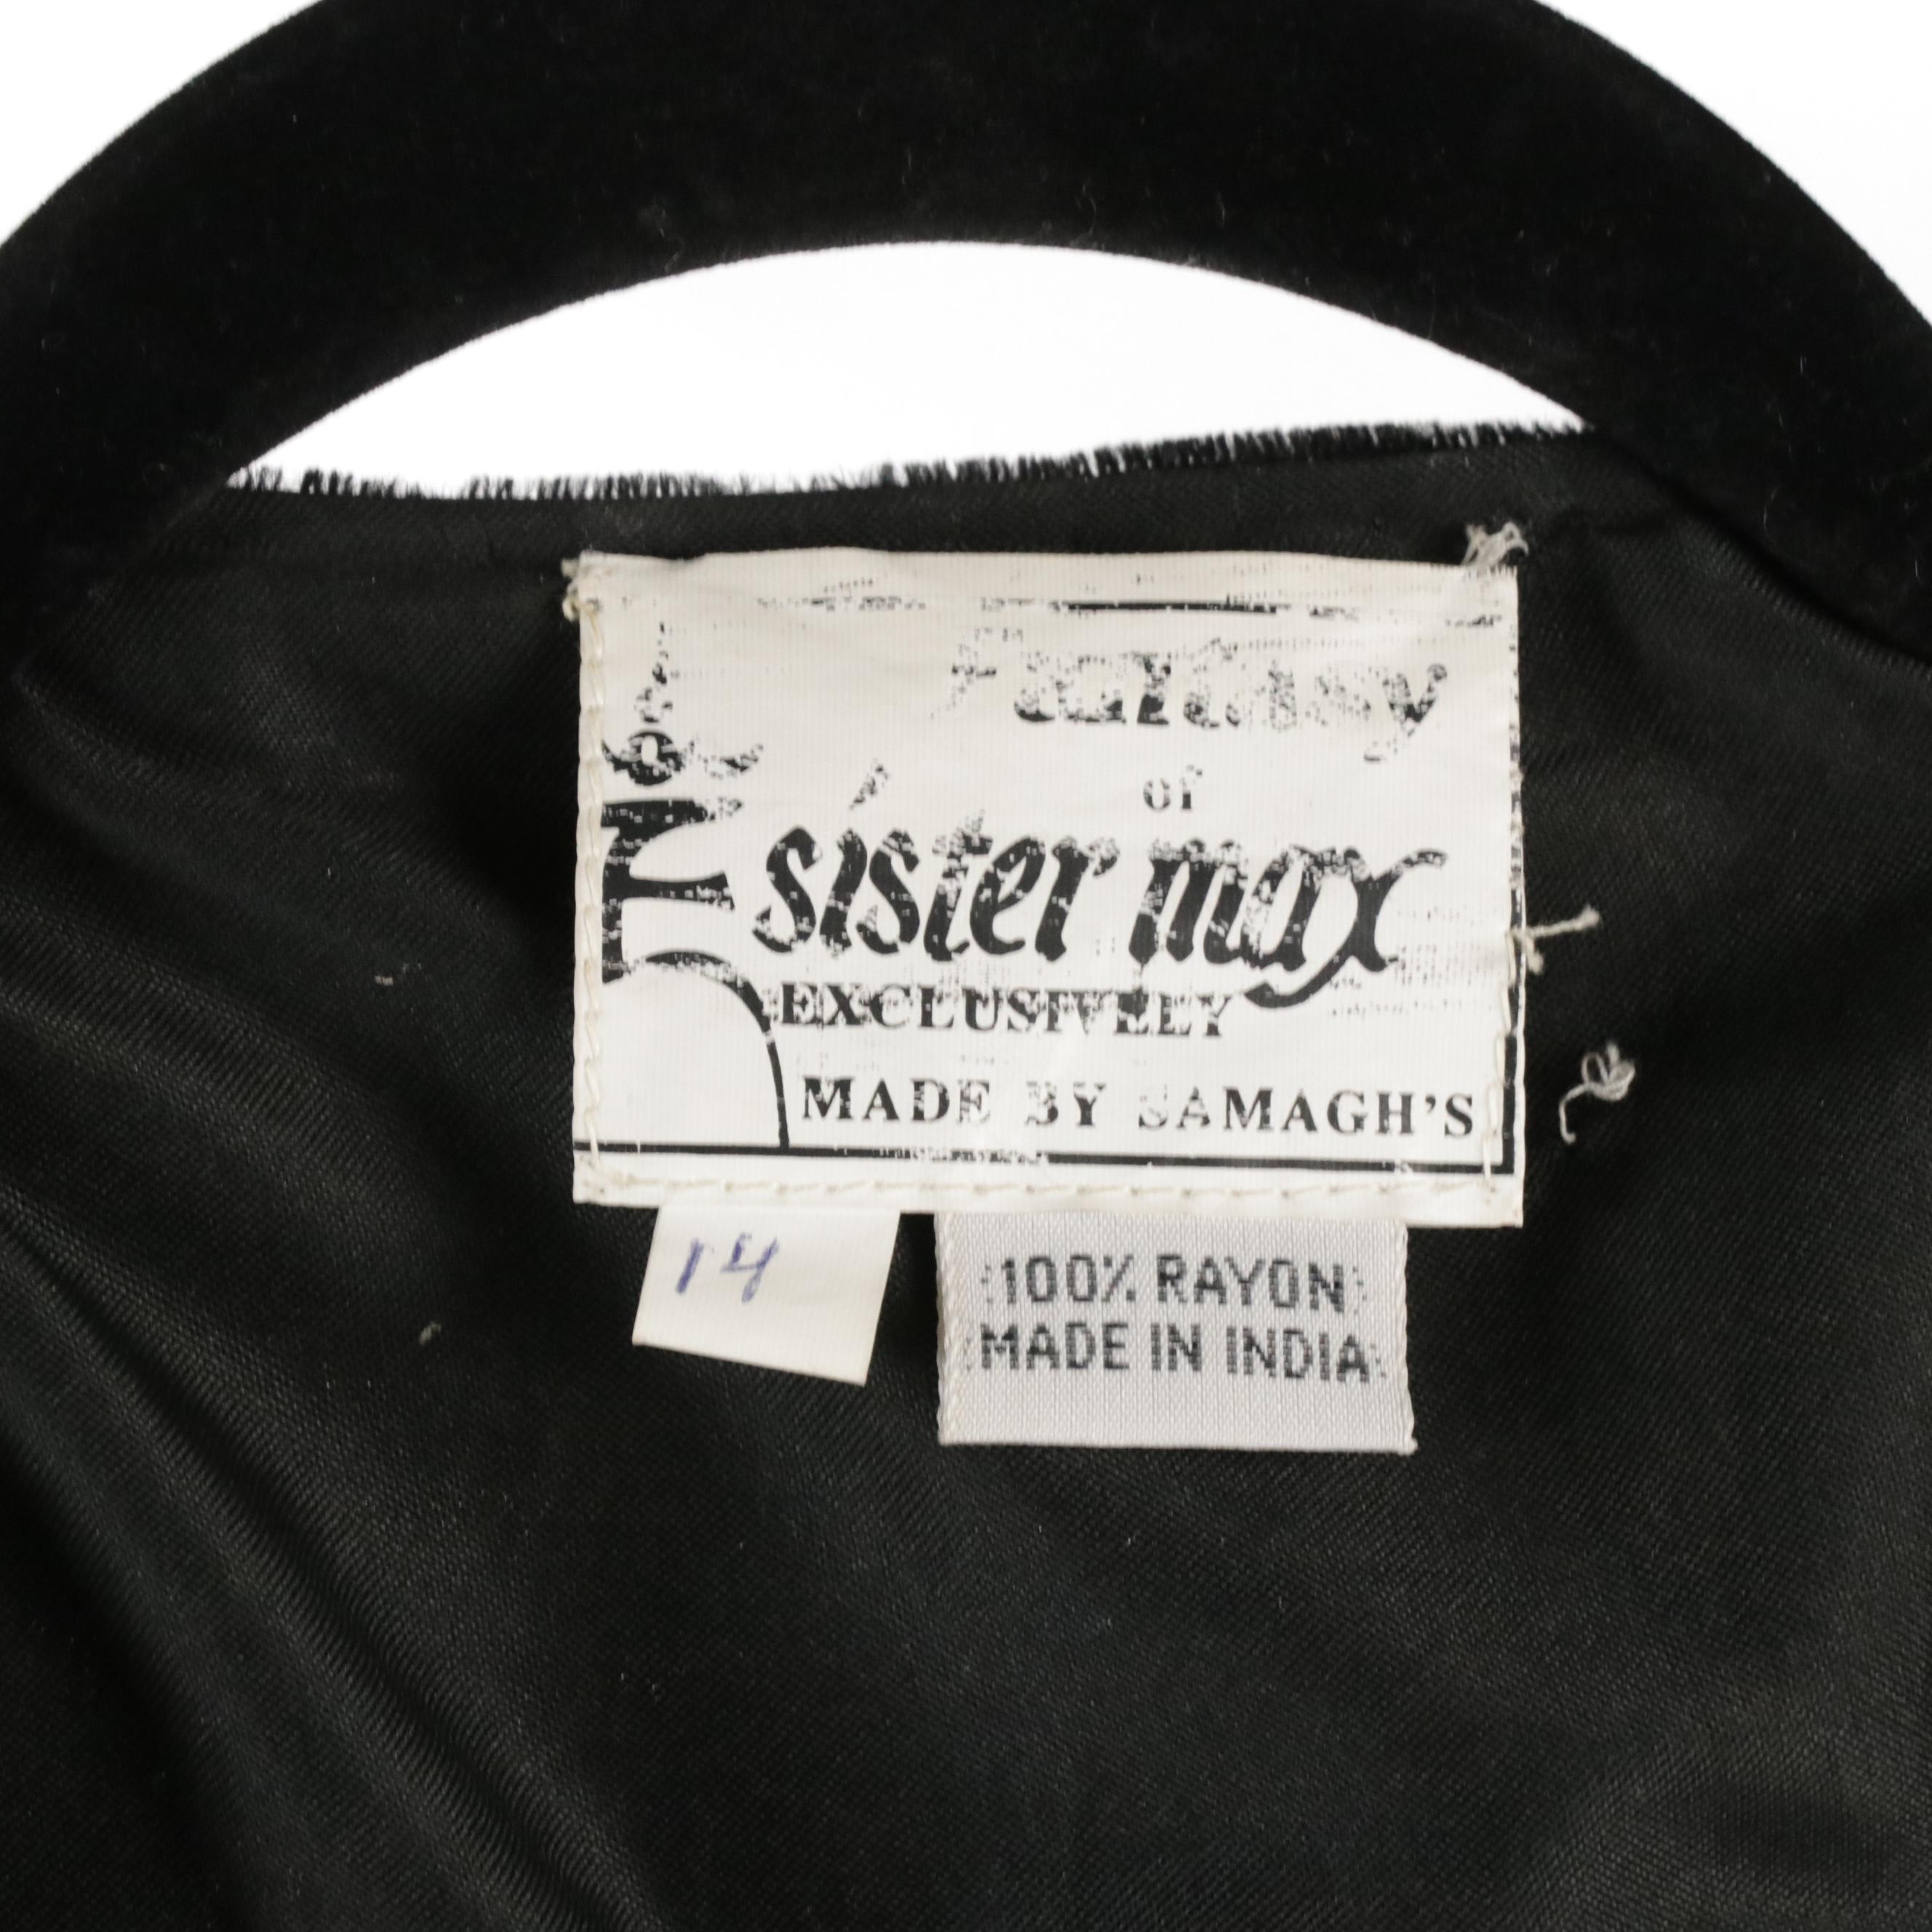 Fantasy
of
sister max
EXCLUSIVELY
MADE BY SAMAGH'S
14
100% RAYON
MADE IN INDIA